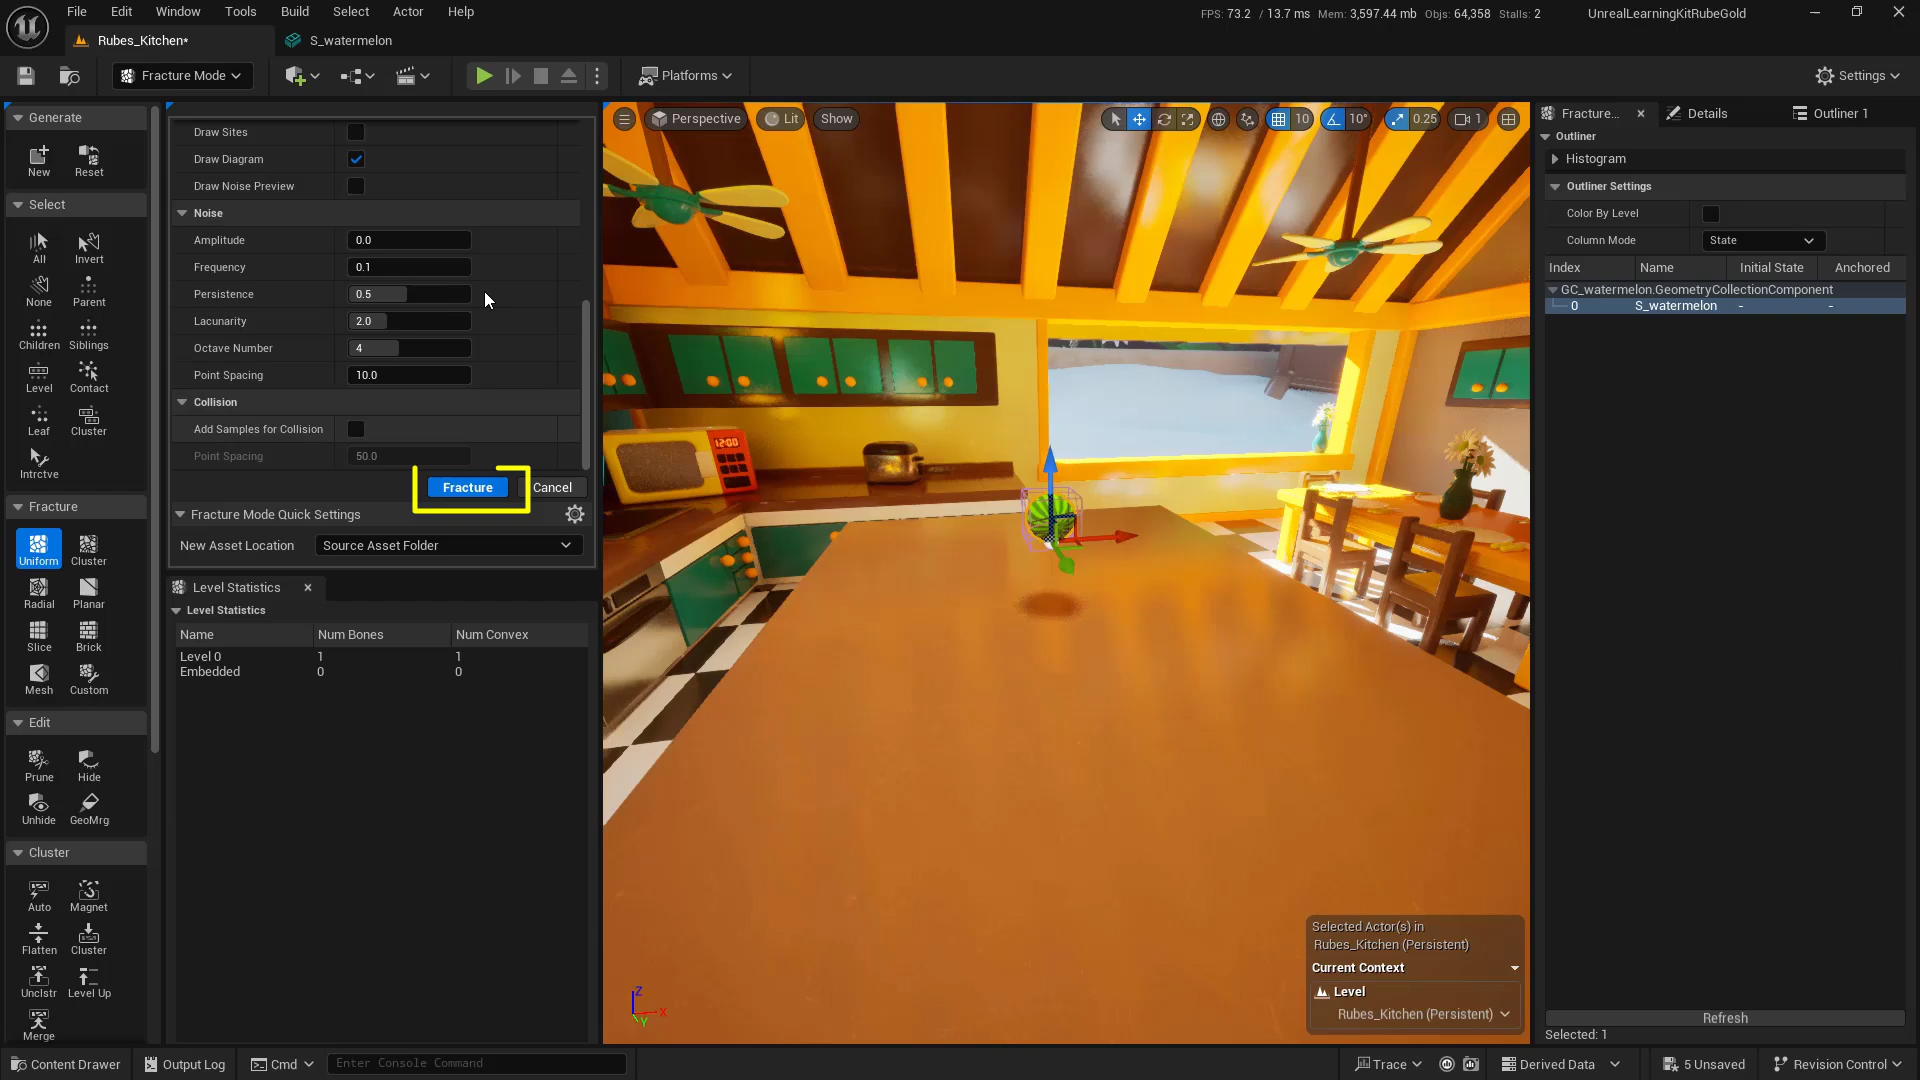 File Edit Window Tools Build Select Actor Help
FPS: 73.2 / 13.7 ms Mem: 3,597.44 mb Objs: 64,358 Stalls: 2 UnrealLearningKitRubeGold
Rubes_Kitchen* S_watermelon
Fracture Mode Platforms Settings
Generate
New Reset
Select
All Invert
None Parent
Children Siblings
Level Contact
Leaf Cluster
Intrctve
Fracture
Uniform Cluster
Radial Planar
Slice Brick
Mesh Custom
Edit
Prune Hide
Unhide GeoMrg
Cluster
Auto Magnet
Flatten Cluster
Unclstr Level Up
Merge
Draw Sites
Draw Diagram
Draw Noise Preview
Noise
Amplitude 0.0
Frequency 0.1
Persistence 0.5
Lacunarity 2.0
Octave Number 4
Point Spacing 10.0
Collision
Add Samples for Collision
Point Spacing 50.0
Fracture Cancel
Fracture Mode Quick Settings
New Asset Location Source Asset Folder
Level Statistics
Level Statistics
Name Num Bones Num Convex
Level 0 1 1
Embedded 0 0
Perspective Lit Show 10 10° 0.25 1
12:00
Z
X
Y
Selected Actor(s) in
Rubes_Kitchen (Persistent)
Current Context
Level
Rubes_Kitchen (Persistent)
Fracture... Details Outliner 1
Outliner
Histogram
Outliner Settings
Color By Level
Column Mode State
Index Name Initial State Anchored
GC_watermelon.GeometryCollectionComponent
0 S_watermelon - -
Refresh
Selected: 1
Content Drawer Output Log Cmd Enter Console Command Trace Derived Data 5 Unsaved Revision Control